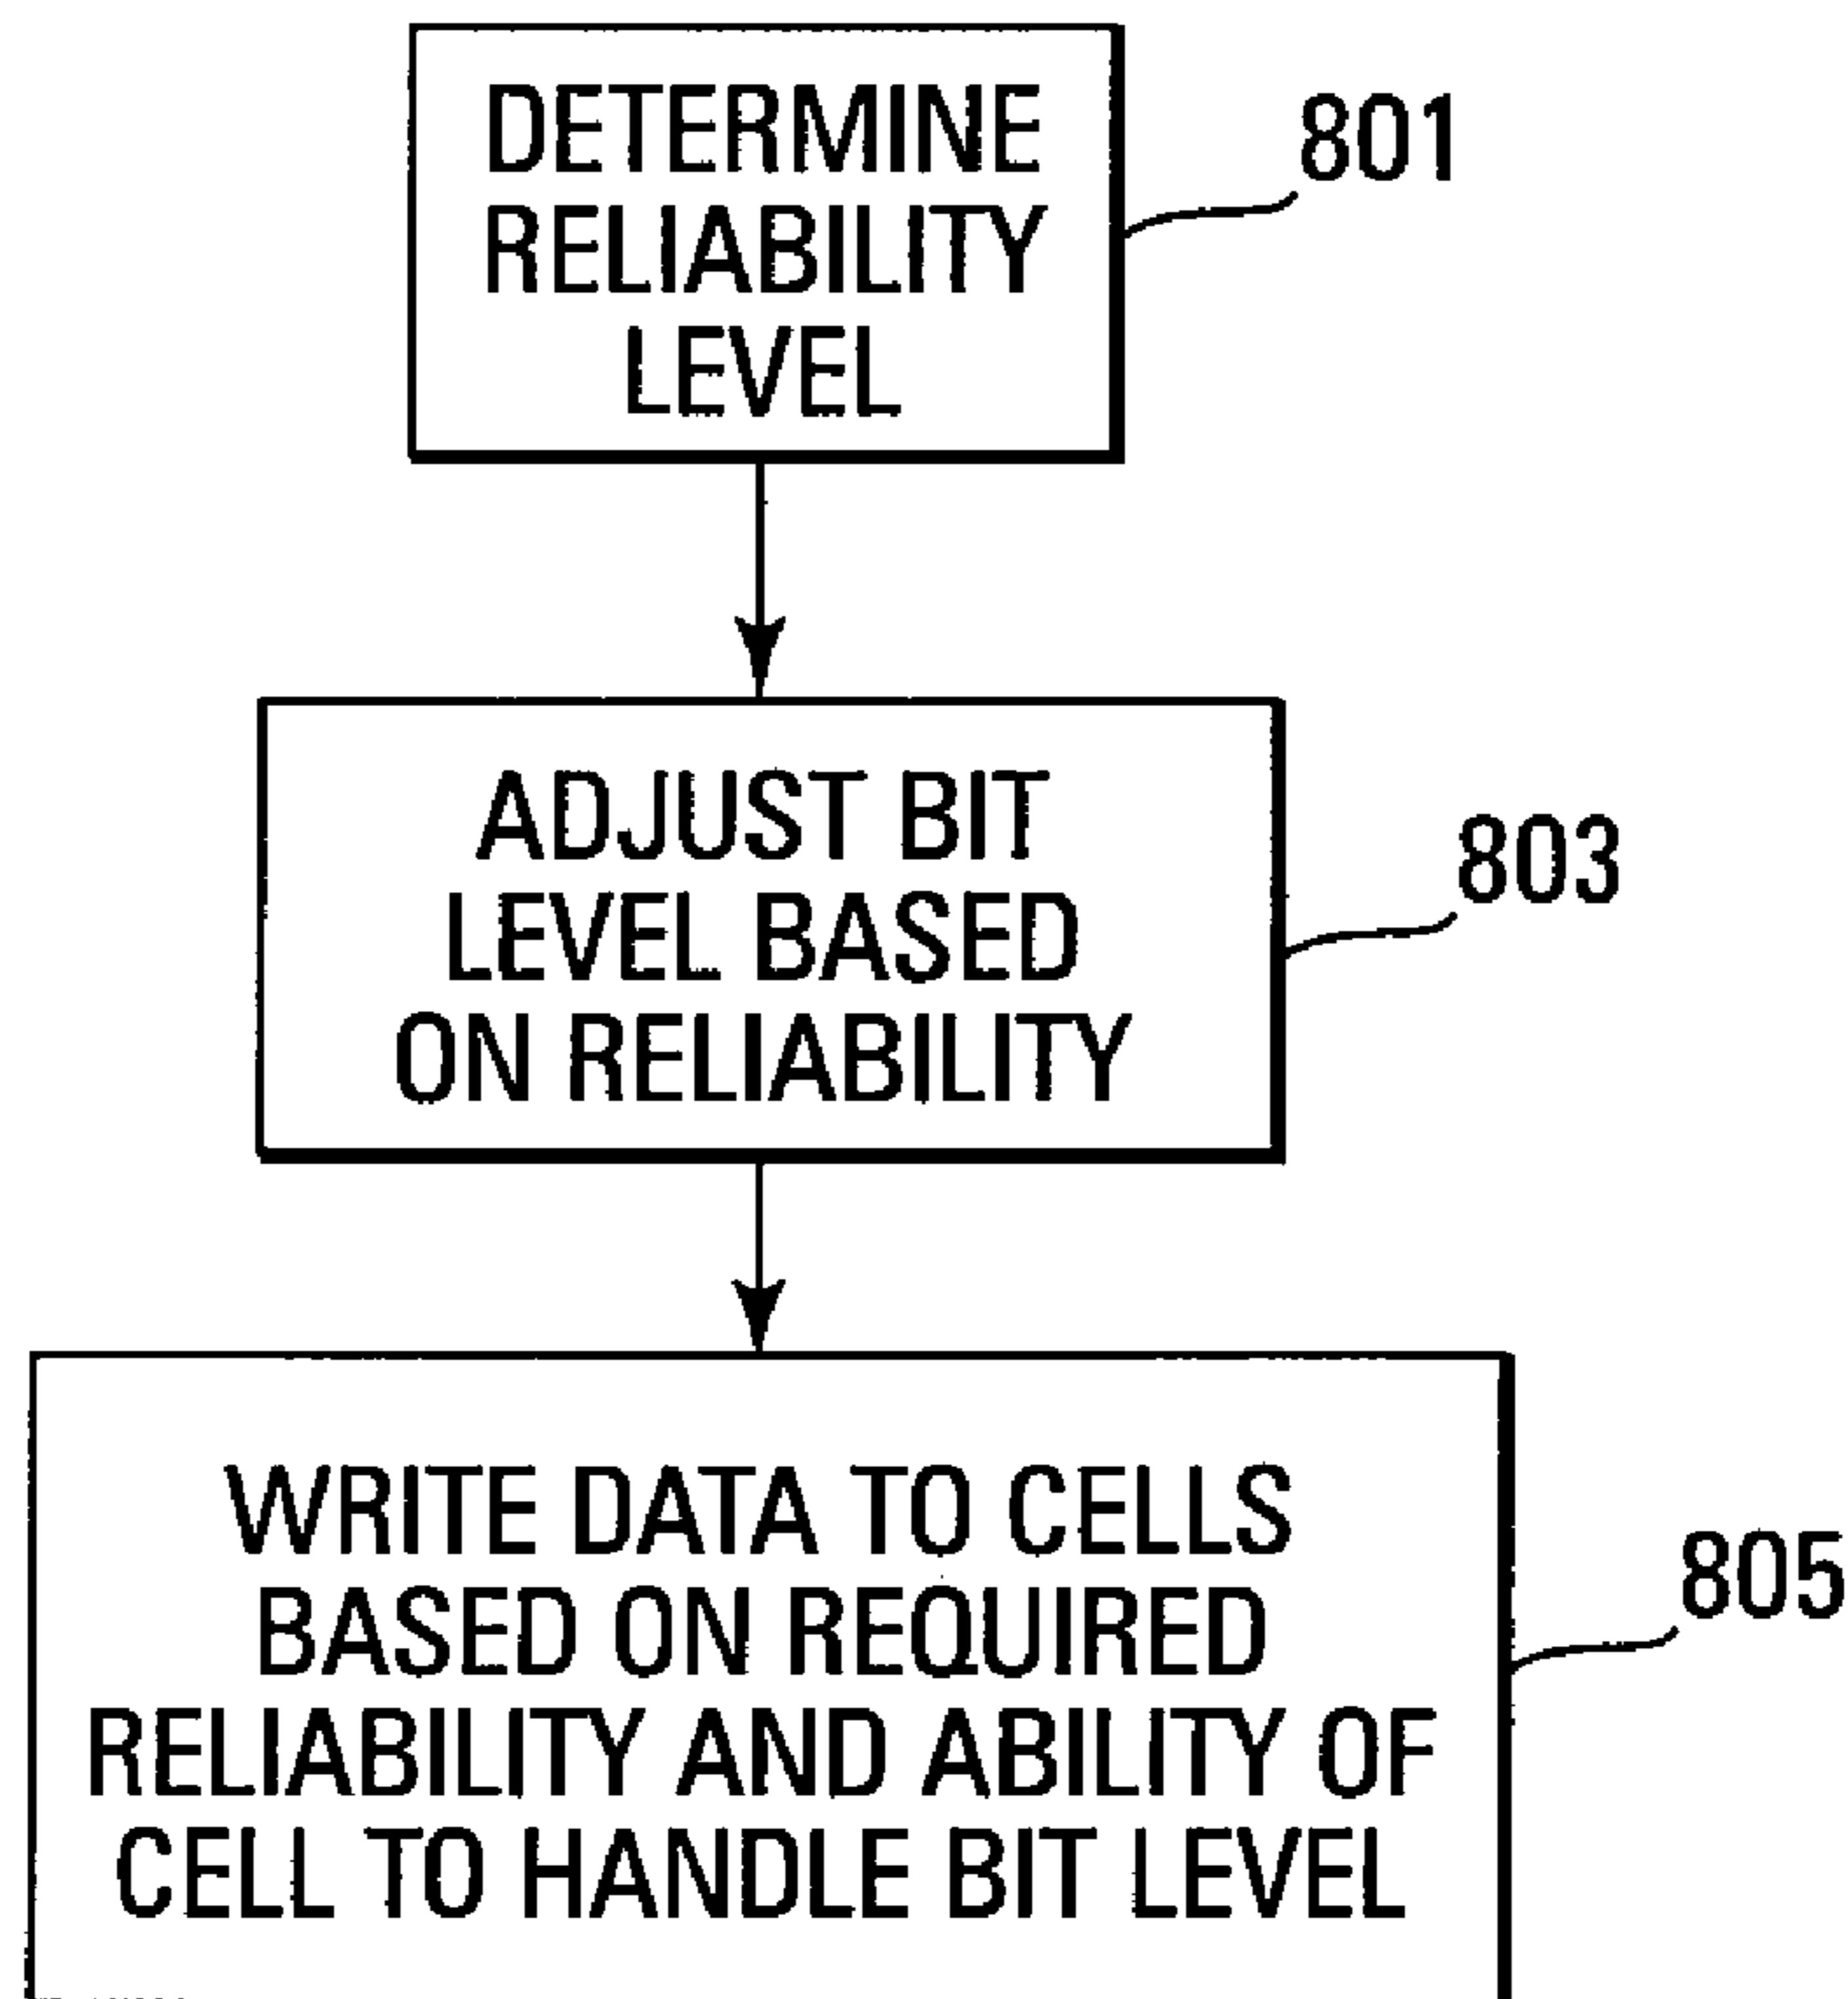 DETERMINE
RELIABILITY
LEVEL
801
ADJUST BIT
LEVEL BASED
ON RELIABILITY
803
WRITE DATA TO CELLS
BASED ON REQUIRED
RELIABILITY AND ABILITY OF
CELL TO HANDLE BIT LEVEL
805